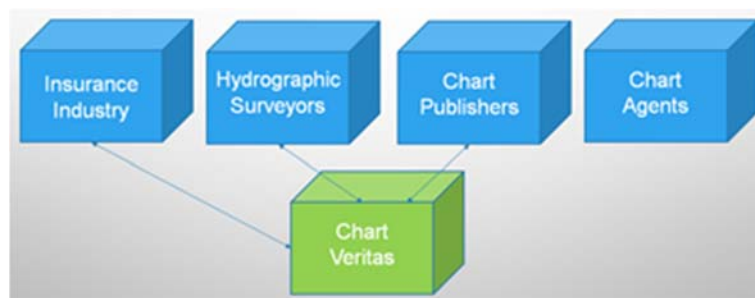 Insurance
Industry
Hydrographic
Surveyors
Chart
Publishers
Chart
Agents
Chart
Veritas